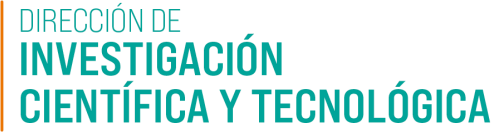 DIRECCIÓN DE
INVESTIGACIÓN
CIENTÍFICA Y TECNOLÓGICA